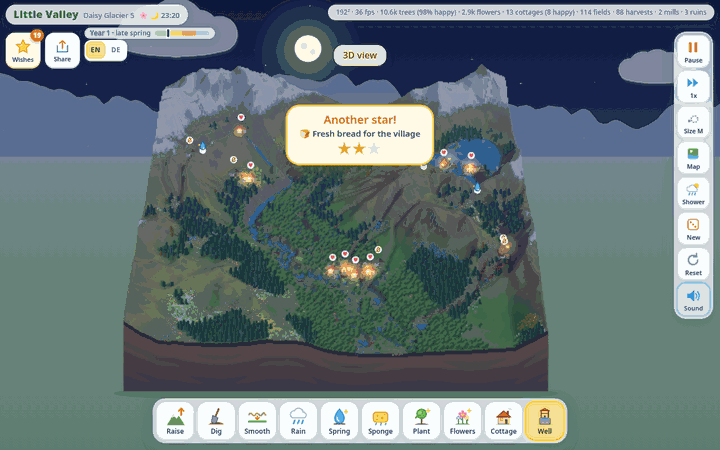 Little Valley Daisy Glacier 5 23:20
192² · 36 fps · 10.6k trees (98% happy) · 2.9k flowers · 13 cottages (8 happy) · 114 fields · 88 harvests · 2 mills · 3 ruins
Year 1 · late spring
19
Wishes
Share
EN DE
3D view
Another star!
Fresh bread for the village
Pause
1x
Size M
Map
Shower
New
Reset
Sound
Raise
Dig
Smooth
Rain
Spring
Sponge
Plant
Flowers
Cottage
Well